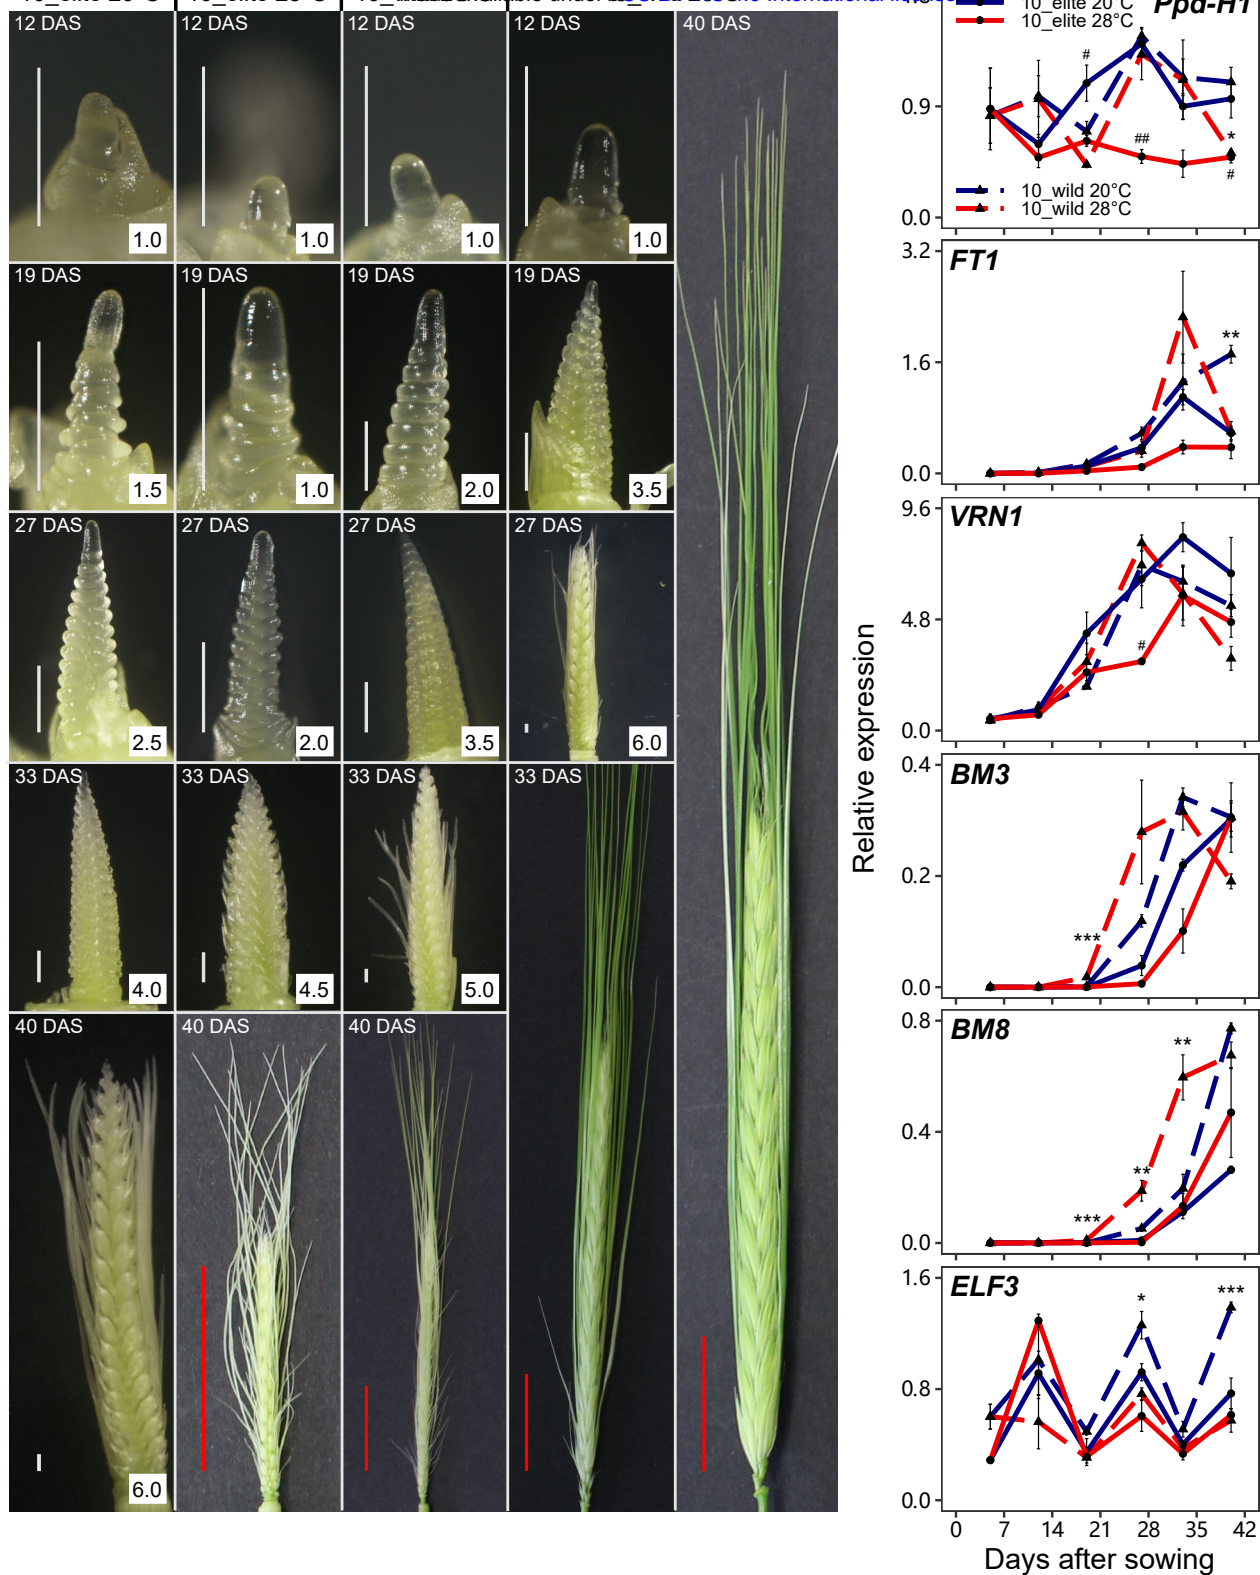 10_elite 20°C
10_elite 28°C
12 DAS
12 DAS
12 DAS
12 DAS
40 DAS
1.0
1.0
1.0
1.0
19 DAS
19 DAS
19 DAS
19 DAS
1.5
1.0
2.0
3.5
27 DAS
27 DAS
27 DAS
27 DAS
2.5
2.0
3.5
6.0
33 DAS
33 DAS
33 DAS
33 DAS
4.0
4.5
5.0
40 DAS
40 DAS
40 DAS
6.0
Relative expression
10_elite 20°C
Ppd-H1
10_elite 28°C
#
0.9
##
*
#
10_wild 20°C
10_wild 28°C
0.0
3.2
FT1
**
1.6
0.0
9.6
VRN1
4.8
#
0.0
0.4
BM3
0.2
***
0.0
0.8
BM8
**
0.4
**
***
0.0
1.6
ELF3
*
***
0.8
0.0
0 7 14 21 28 35 42
Days after sowing